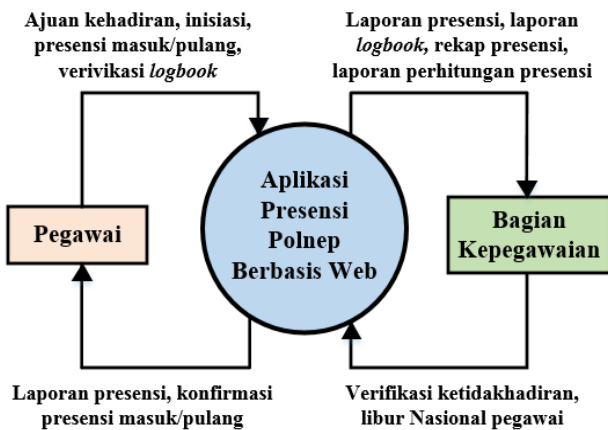 Ajuan kehadiran, inisiasi,
presensi masuk/pulang,
verivikasi logbook
Laporan presensi, laporan
logbook, rekap presensi,
laporan perhitungan presensi
Pegawai
Aplikasi
Presensi
Polnep
Berbasis Web
Bagian
Kepegawaian
Laporan presensi, konfirmasi
presensi masuk/pulang
Verifikasi ketidakhadiran,
libur Nasional pegawai